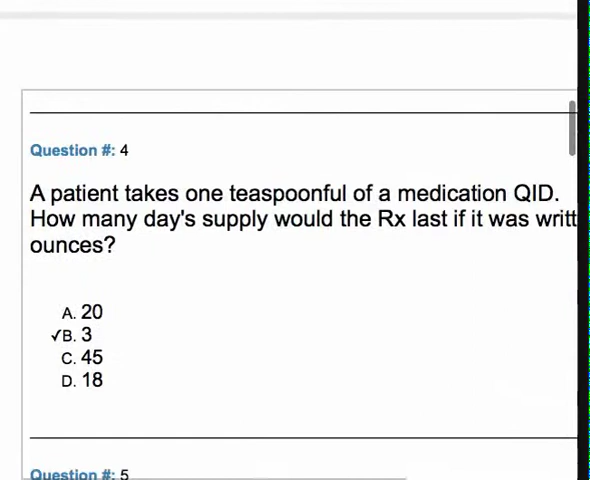 Question #: 4
A patient takes one teaspoonful of a medication QID.
How many day's supply would the Rx last if it was writt
ounces?
A. 20
✓B. 3
C. 45
D. 18
Question #: 5